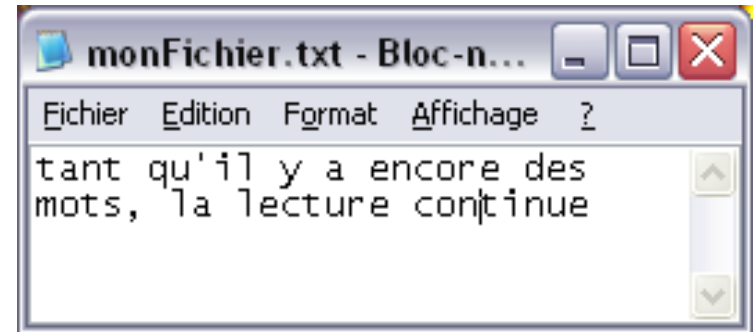 monFichier.txt - Bloc-n...
Fichier Edition Format Affichage ?
tant qu'il y a encore des
mots, la lecture continue